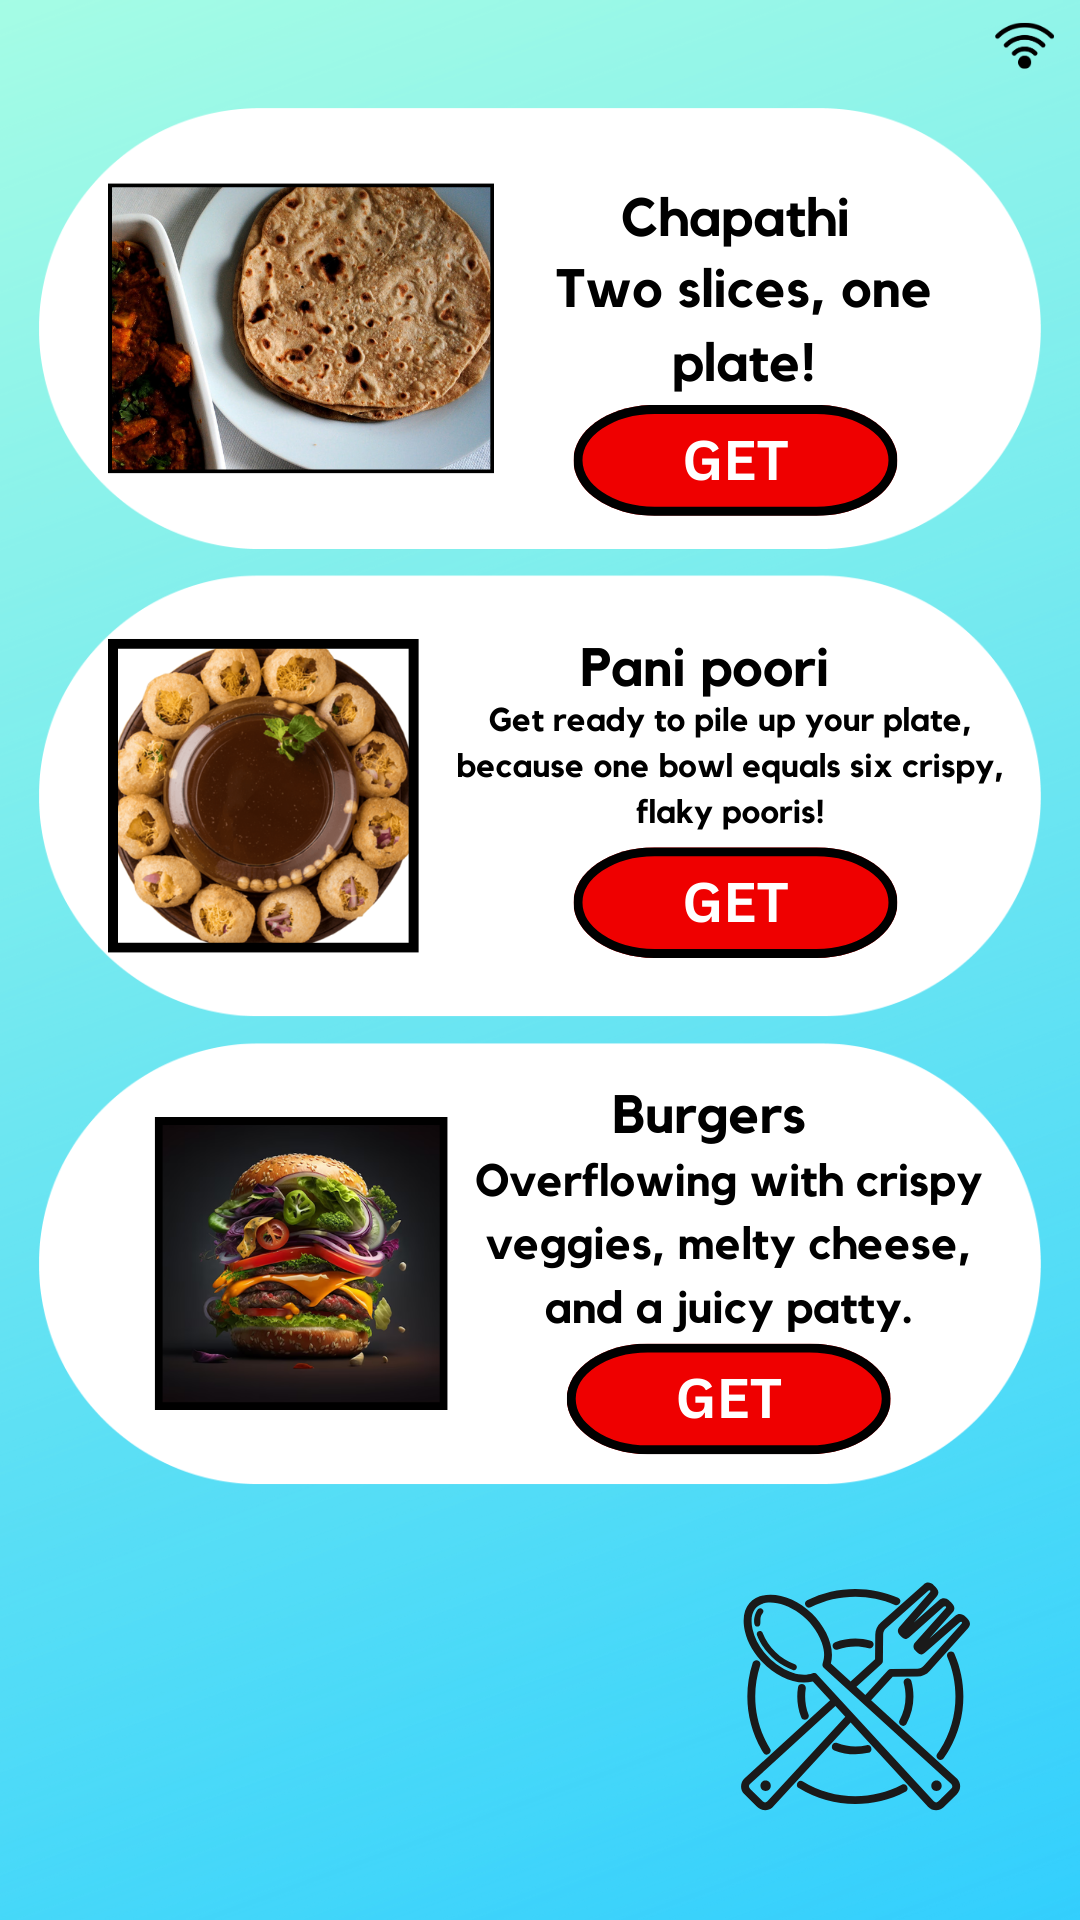 Chapathi
Two slices, one
plate!
GET
Pani poori
Get ready to pile up your plate,
because one bowl equals six crispy,
flaky pooris!
GET
Burgers
Overflowing with crispy
veggies, melty cheese,
and a juicy patty.
GET